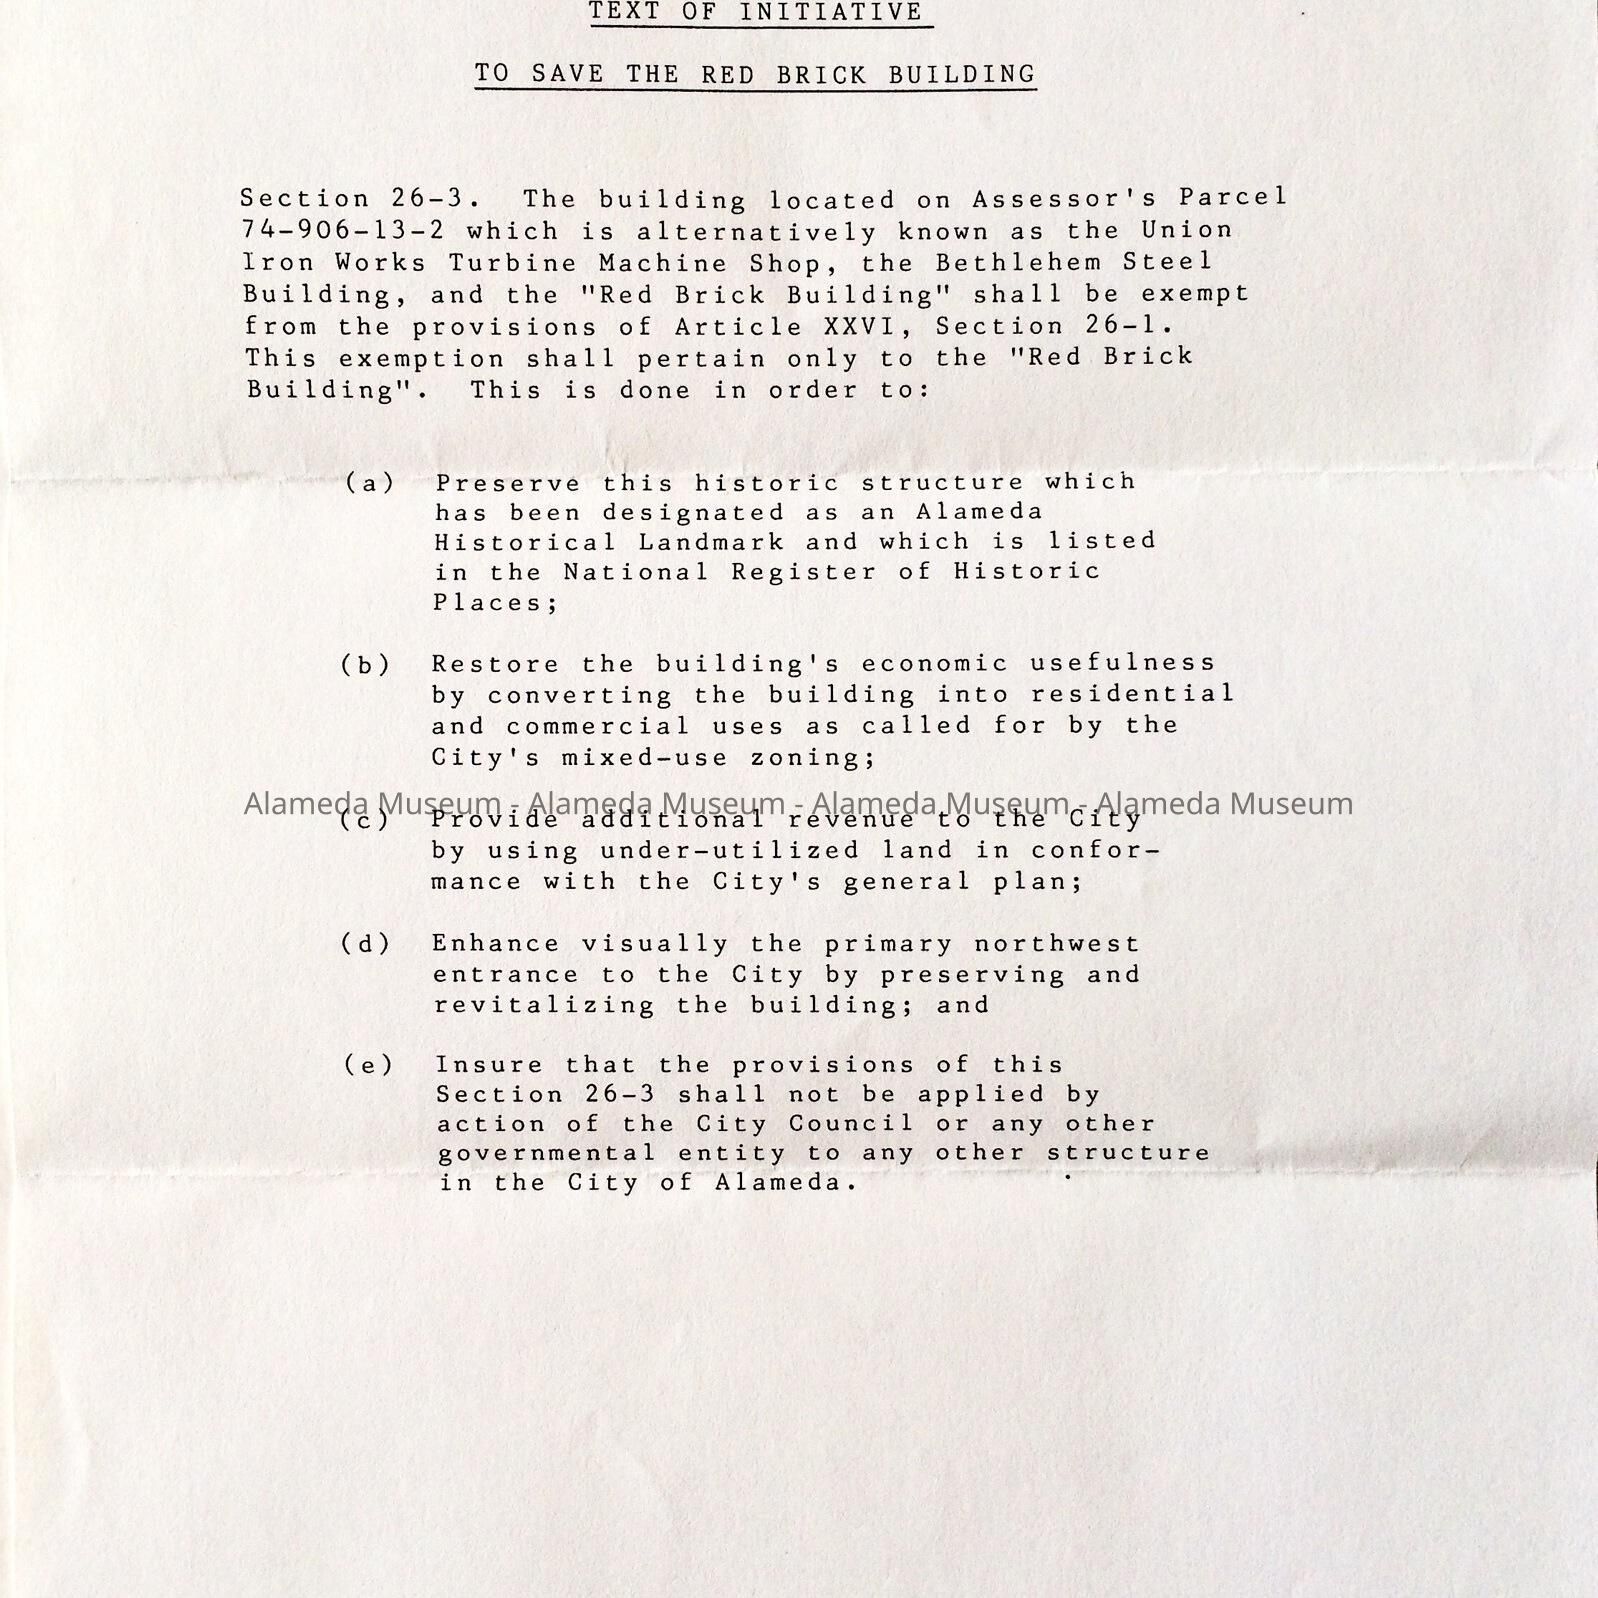 TEXT OF INITIATIVE
TO SAVE THE RED BRICK BUILDING
Section 26-3. The building located on Assessor's Parcel
74-906-13-2 which is alternatively known as the Union
Iron Works Turbine Machine Shop, the Bethlehem Steel
Building, and the "Red Brick Building" shall be exempt
from the provisions of Article XXVI, Section 26-1.
This exemption shall pertain only to the "Red Brick
Building". This is done in order to:
(a) Preserve this historic structure which
has been designated as an Alameda
Historical Landmark and which is listed
in the National Register of Historic
Places;
(b) Restore the building's economic usefulness
by converting the building into residential
and commercial uses as called for by the
City's mixed-use zoning;
Alameda Museum - Alameda Museum - Alameda Museum - Alameda Museum
(c) Provide additional revenue to the City
by using under-utilized land in confor-
mance with the City's general plan;
(d) Enhance visually the primary northwest
entrance to the City by preserving and
revitalizing the building; and
(e) Insure that the provisions of this
Section 26-3 shall not be applied by
action of the City Council or any other
governmental entity to any other structure
in the City of Alameda.